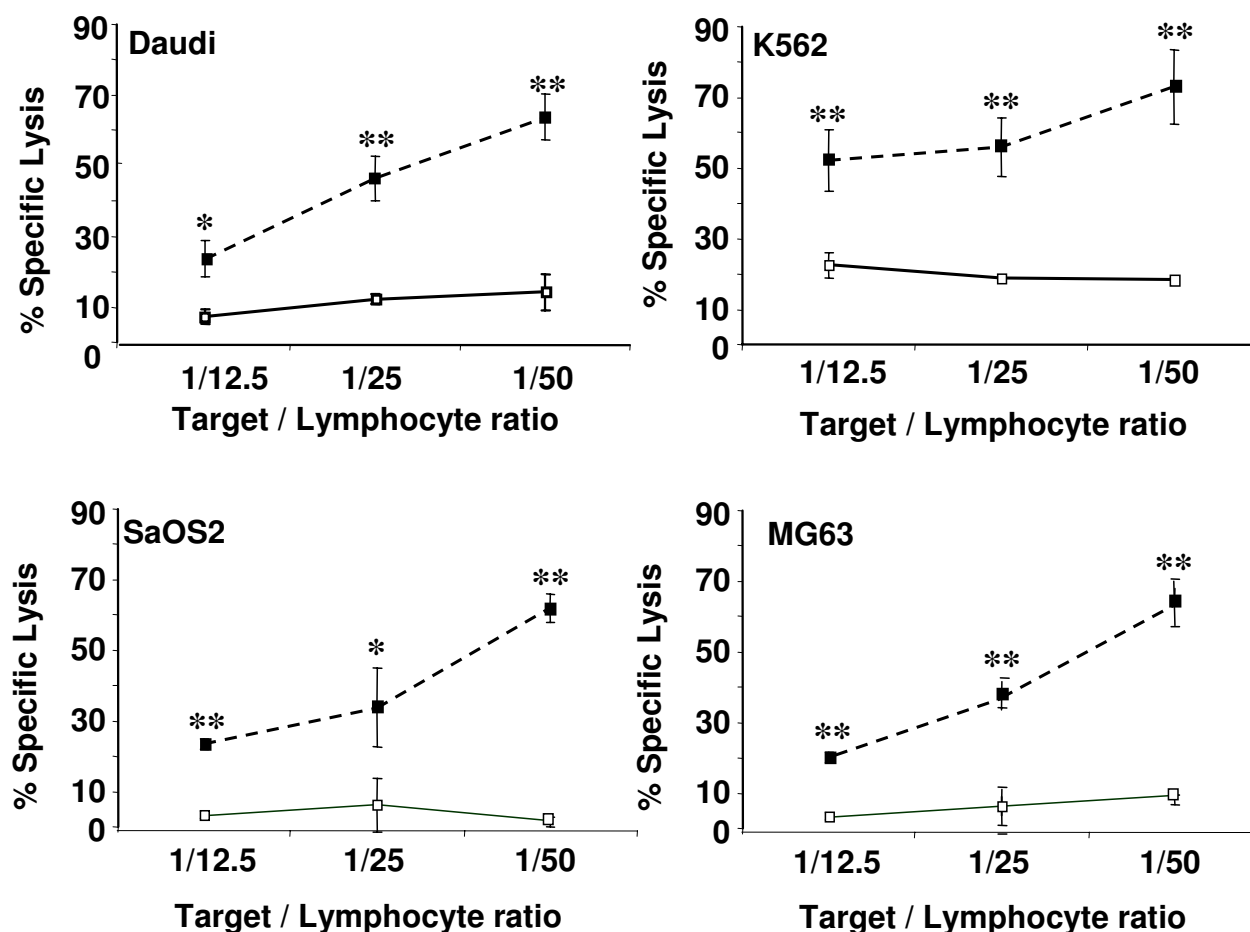 Daudi
% Specific Lysis
90
70
50
30
10
0
*
**
**
1/12.5 1/25 1/50
Target / Lymphocyte ratio
K562
% Specific Lysis
90
70
50
30
10
0
**
**
**
1/12.5 1/25 1/50
Target / Lymphocyte ratio
SaOS2
% Specific Lysis
90
70
50
30
10
0
**
*
**
1/12.5 1/25 1/50
Target / Lymphocyte ratio
MG63
% Specific Lysis
90
70
50
30
10
0
**
**
**
1/12.5 1/25 1/50
Target / Lymphocyte ratio